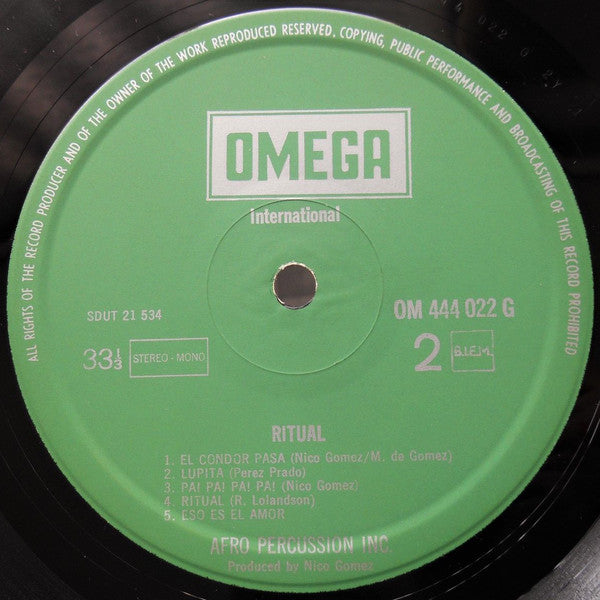 ALL RIGHTS OF THE RECORD PRODUCER AND OF THE OWNER OF THE WORK REPRODUCED RESERVED. COPYING, PUBLIC PERFORMANCE AND BROADCASTING OF THIS RECORD PROHIBITED
OMEGA
International
SDUT 21 534
OM 444 022 G
33⅓ STEREO - MONO
2 B.I.E.M.
RITUAL
1. EL CONDOR PASA (Nico Gomez/M. de Gomez)
2. LUPITA (Perez Prado)
3. PA! PA! PA! PA! (Nico Gomez)
4. RITUAL (R. Lolandson)
5. ESO ES EL AMOR
AFRO PERCUSSION INC.
Produced by Nico Gomez